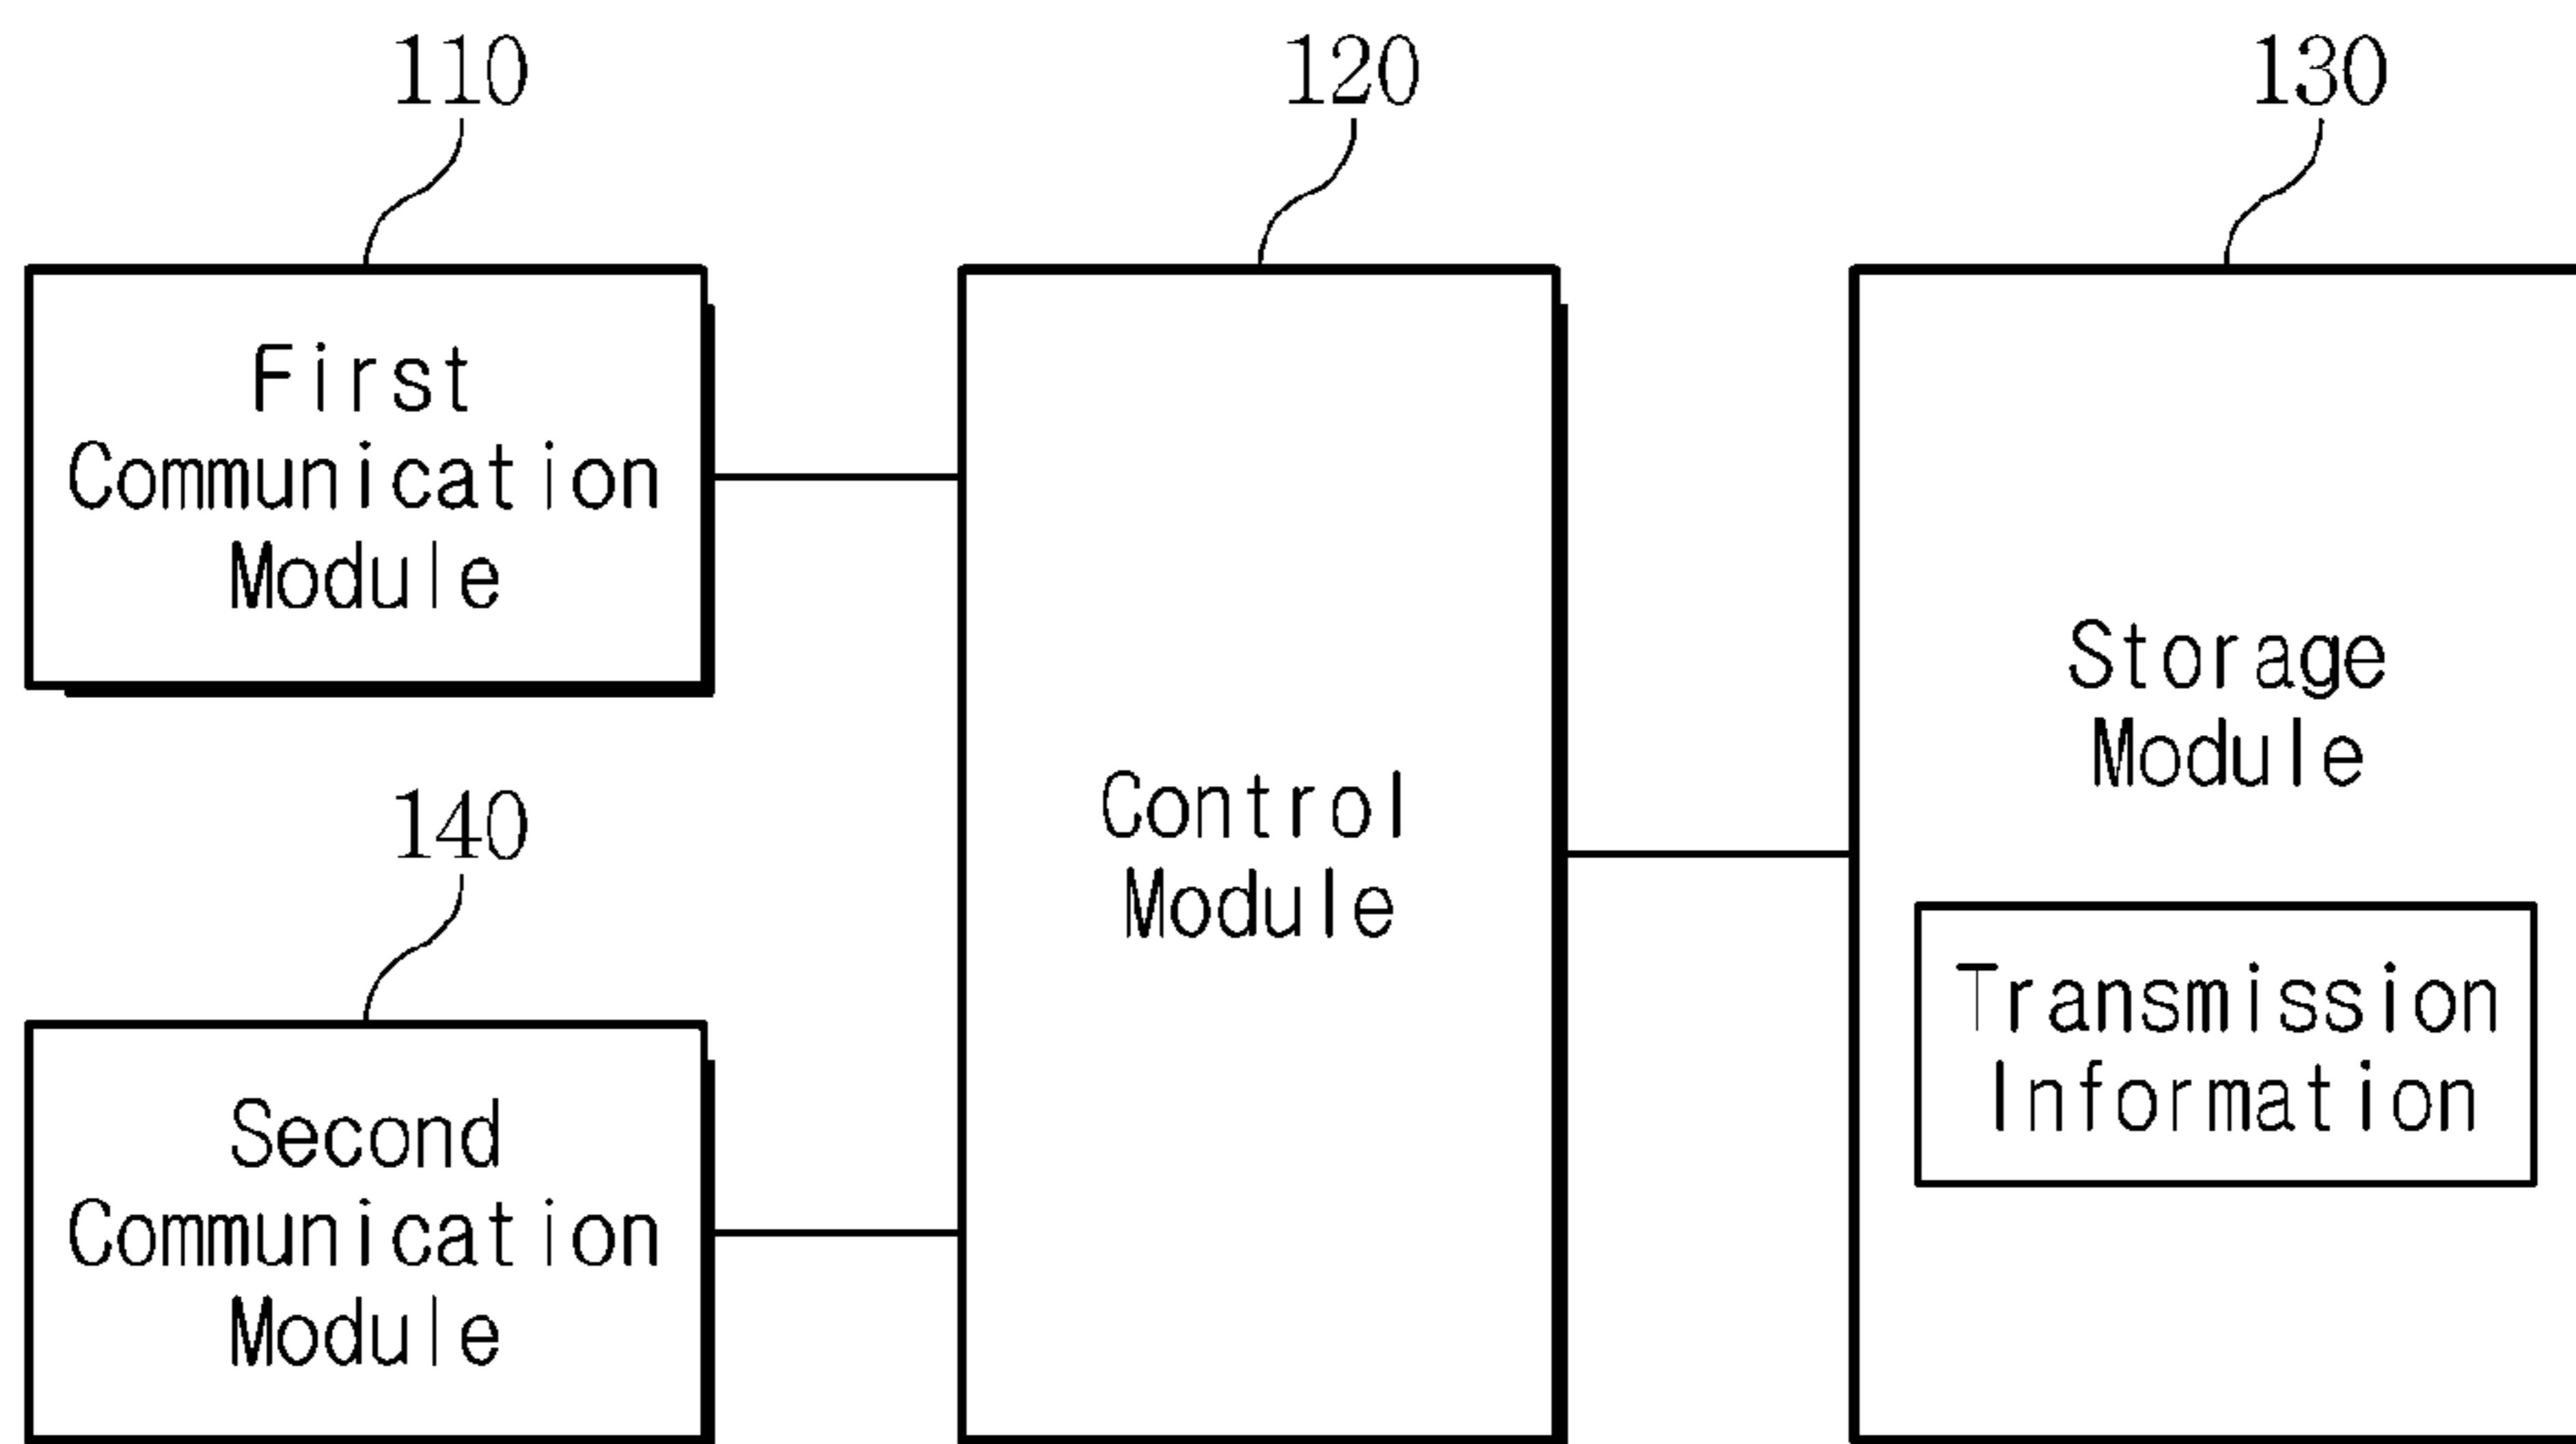 110
120
130
First
Communication
Module
Control
Module
Storage
Module
Transmission
Information
140
Second
Communication
Module